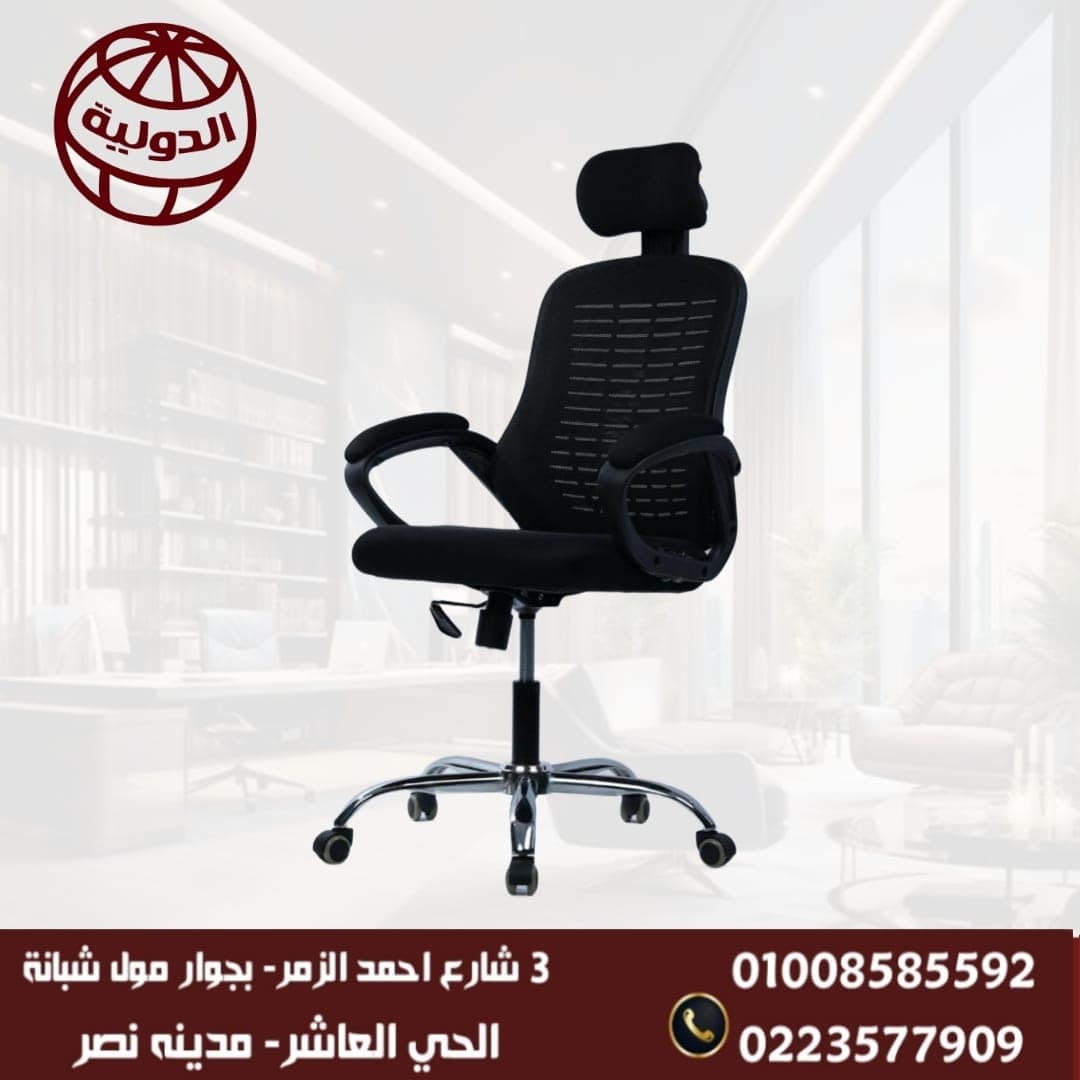 الدولية
3 شارع احمد الزمر- بجوار مول شبانة
الحي العاشر- مدينه نصر
01008585592
0223577909